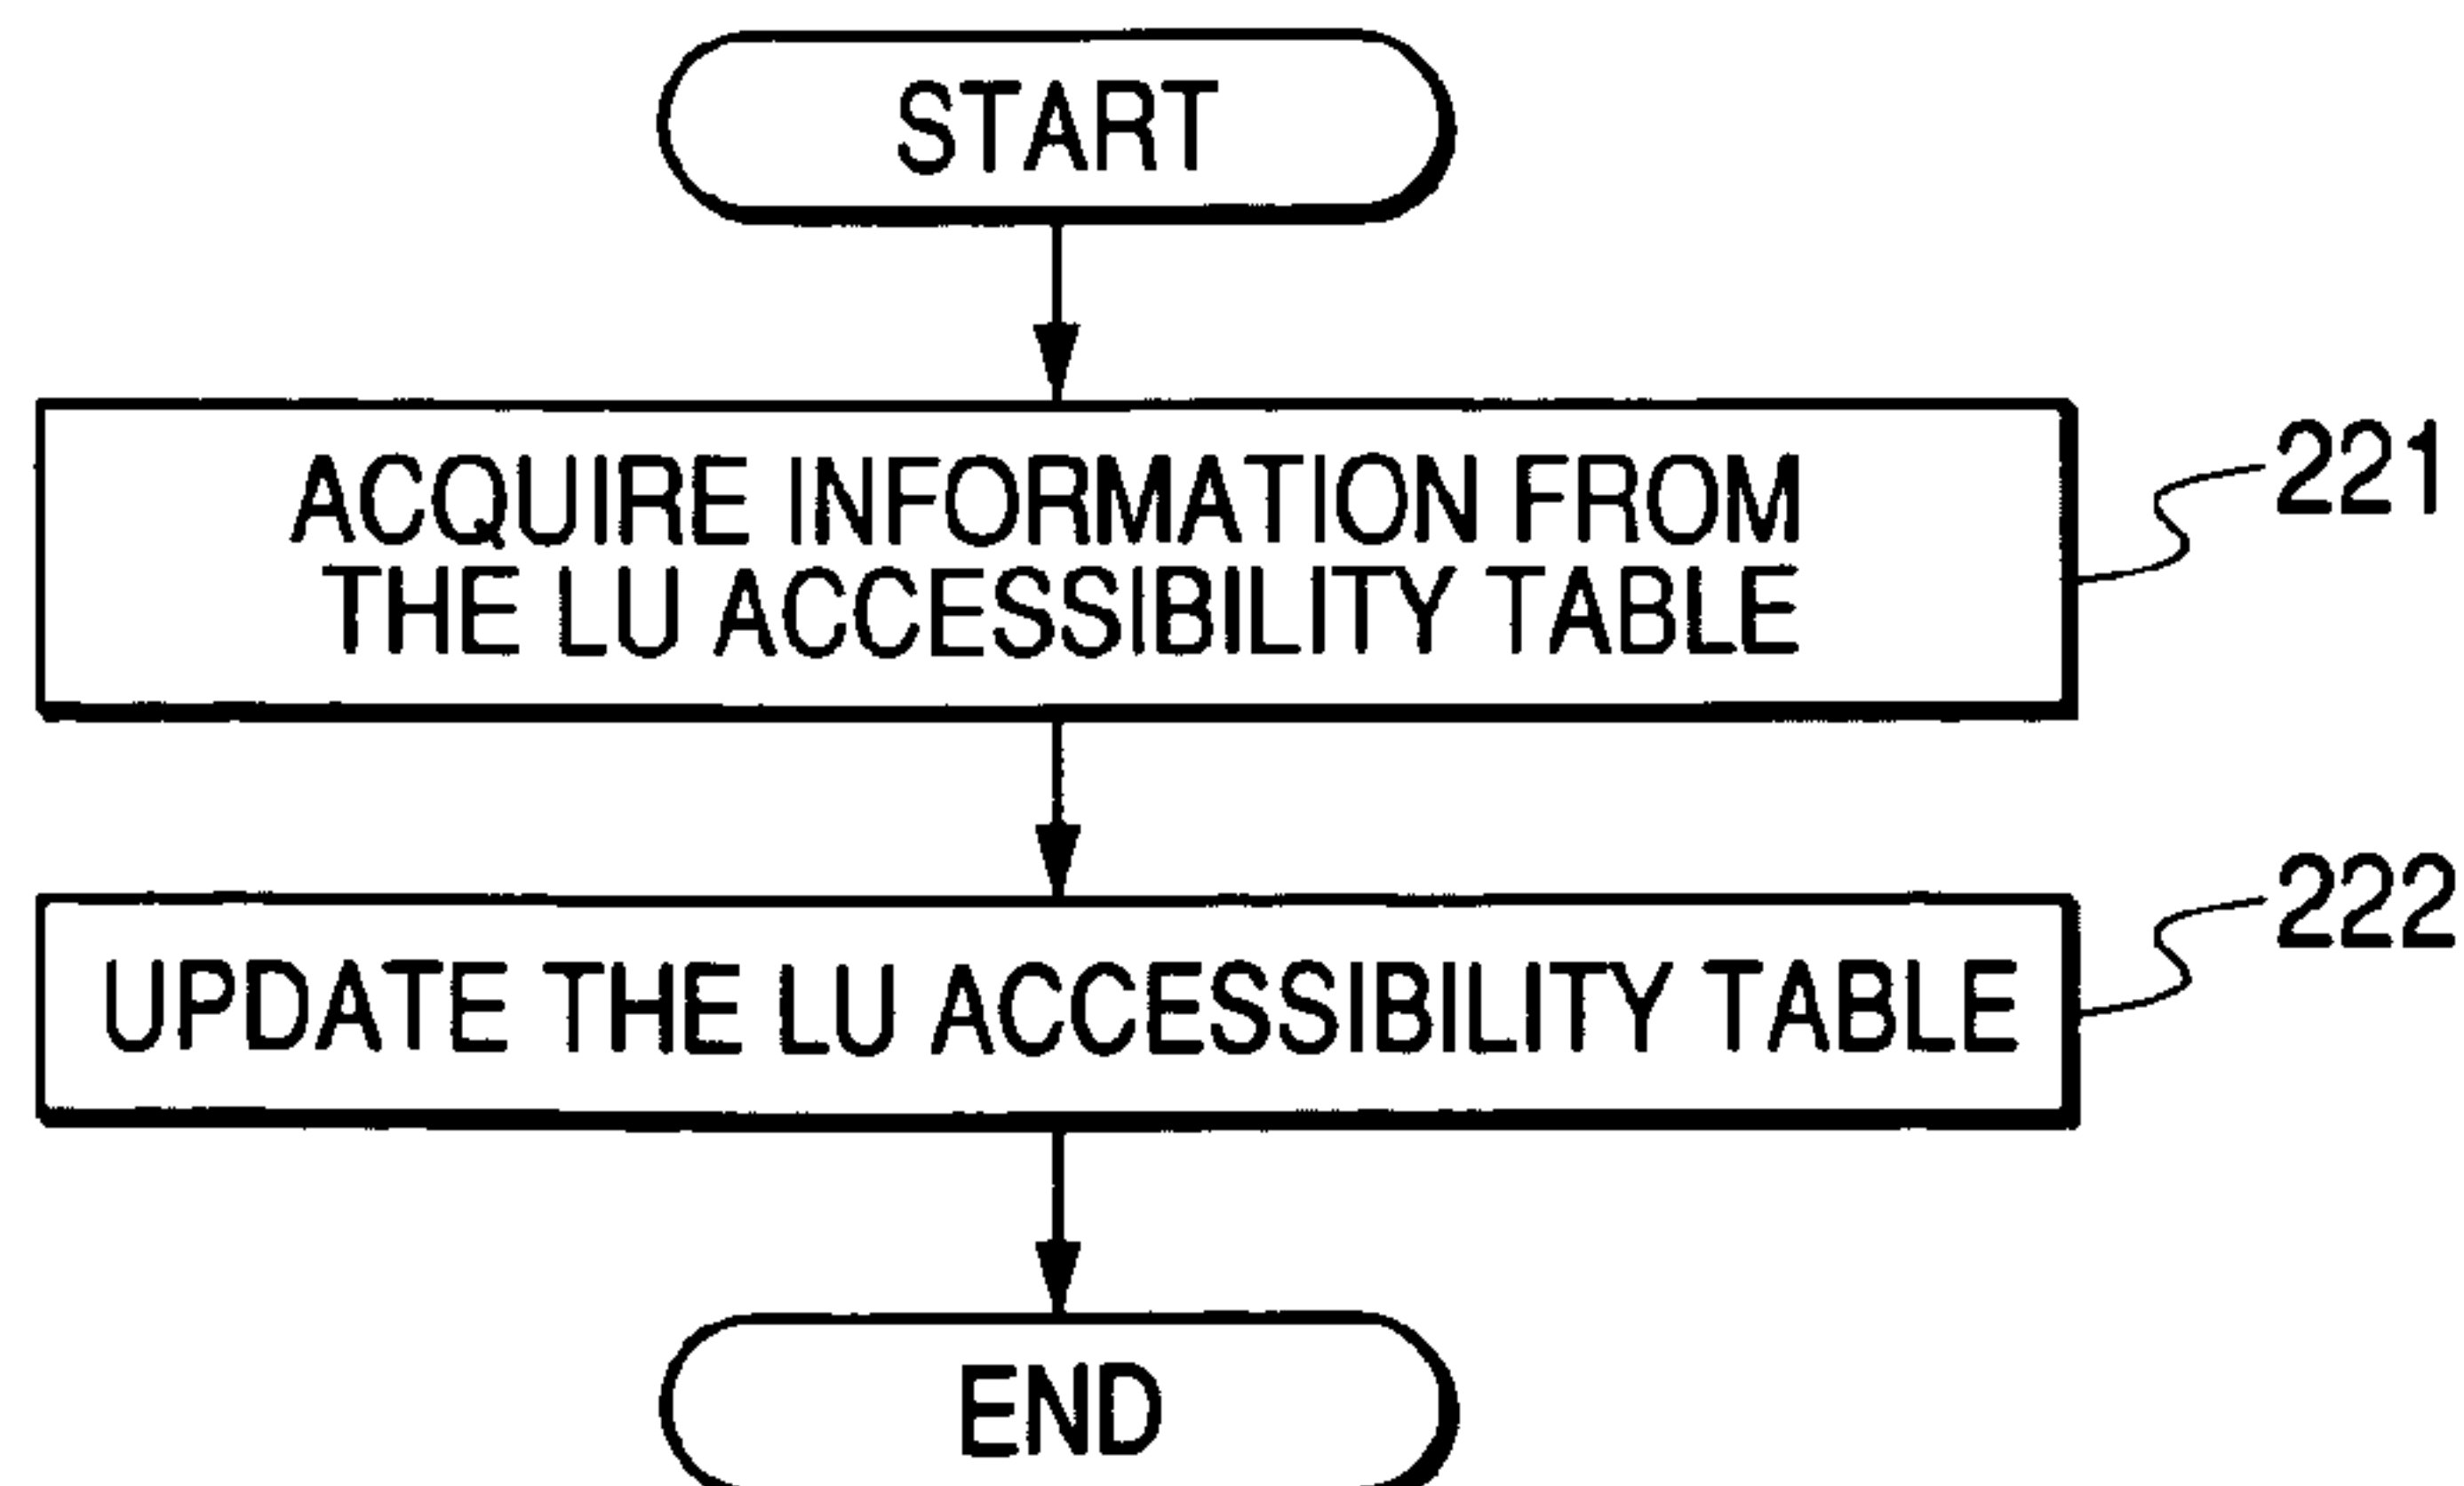 START
ACQUIRE INFORMATION FROM
THE LU ACCESSIBILITY TABLE
221
UPDATE THE LU ACCESSIBILITY TABLE
222
END